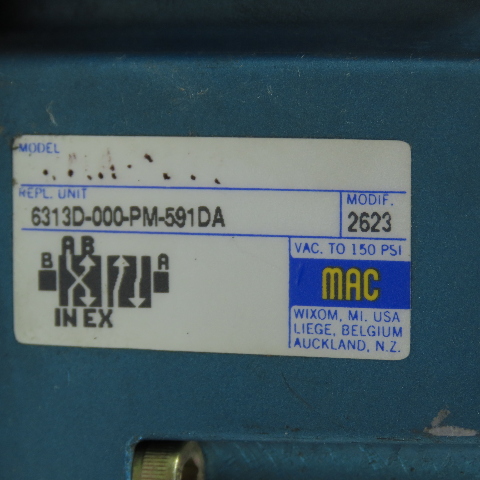 MODEL
REPL. UNIT
6313D-000-PM-591DA
MODIF.
2623
A B
B A
IN EX
VAC. TO 150 PSI
MAC
WIXOM, MI. USA
LIEGE, BELGIUM
AUCKLAND, N.Z.